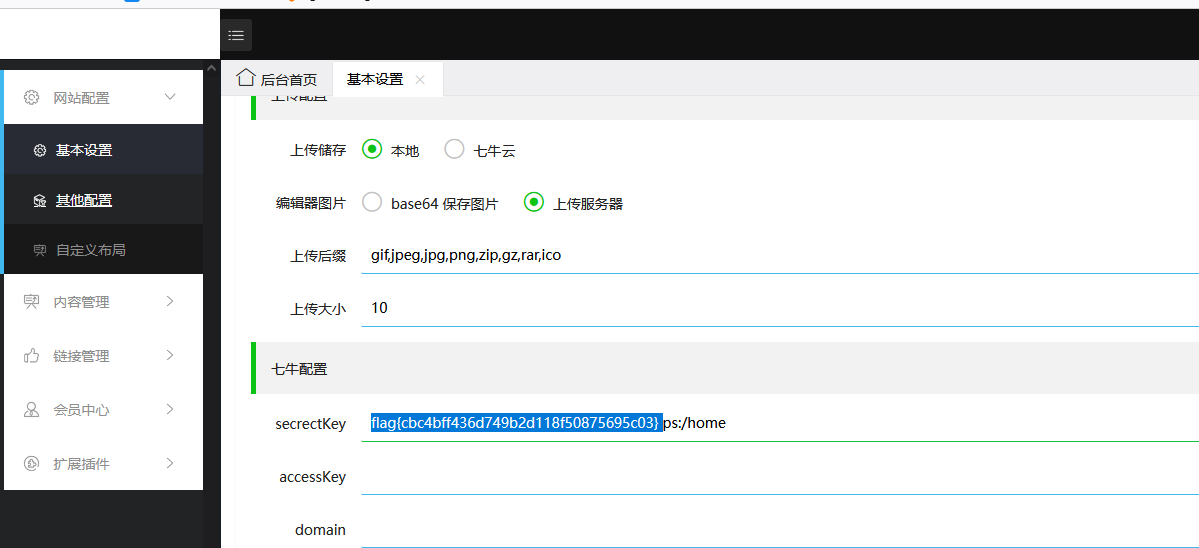 后台首页 基本设置
网站配置
基本设置
其他配置
自定义布局
内容管理
链接管理
会员中心
扩展插件
上传配置
上传储存 本地 七牛云
编辑器图片 base64 保存图片 上传服务器
上传后缀 gif,jpeg,jpg,png,zip,gz,rar,ico
上传大小 10
七牛配置
secrectKey flag{cbc4bff436d749b2d118f50875695c03} ps:/home
accessKey
domain